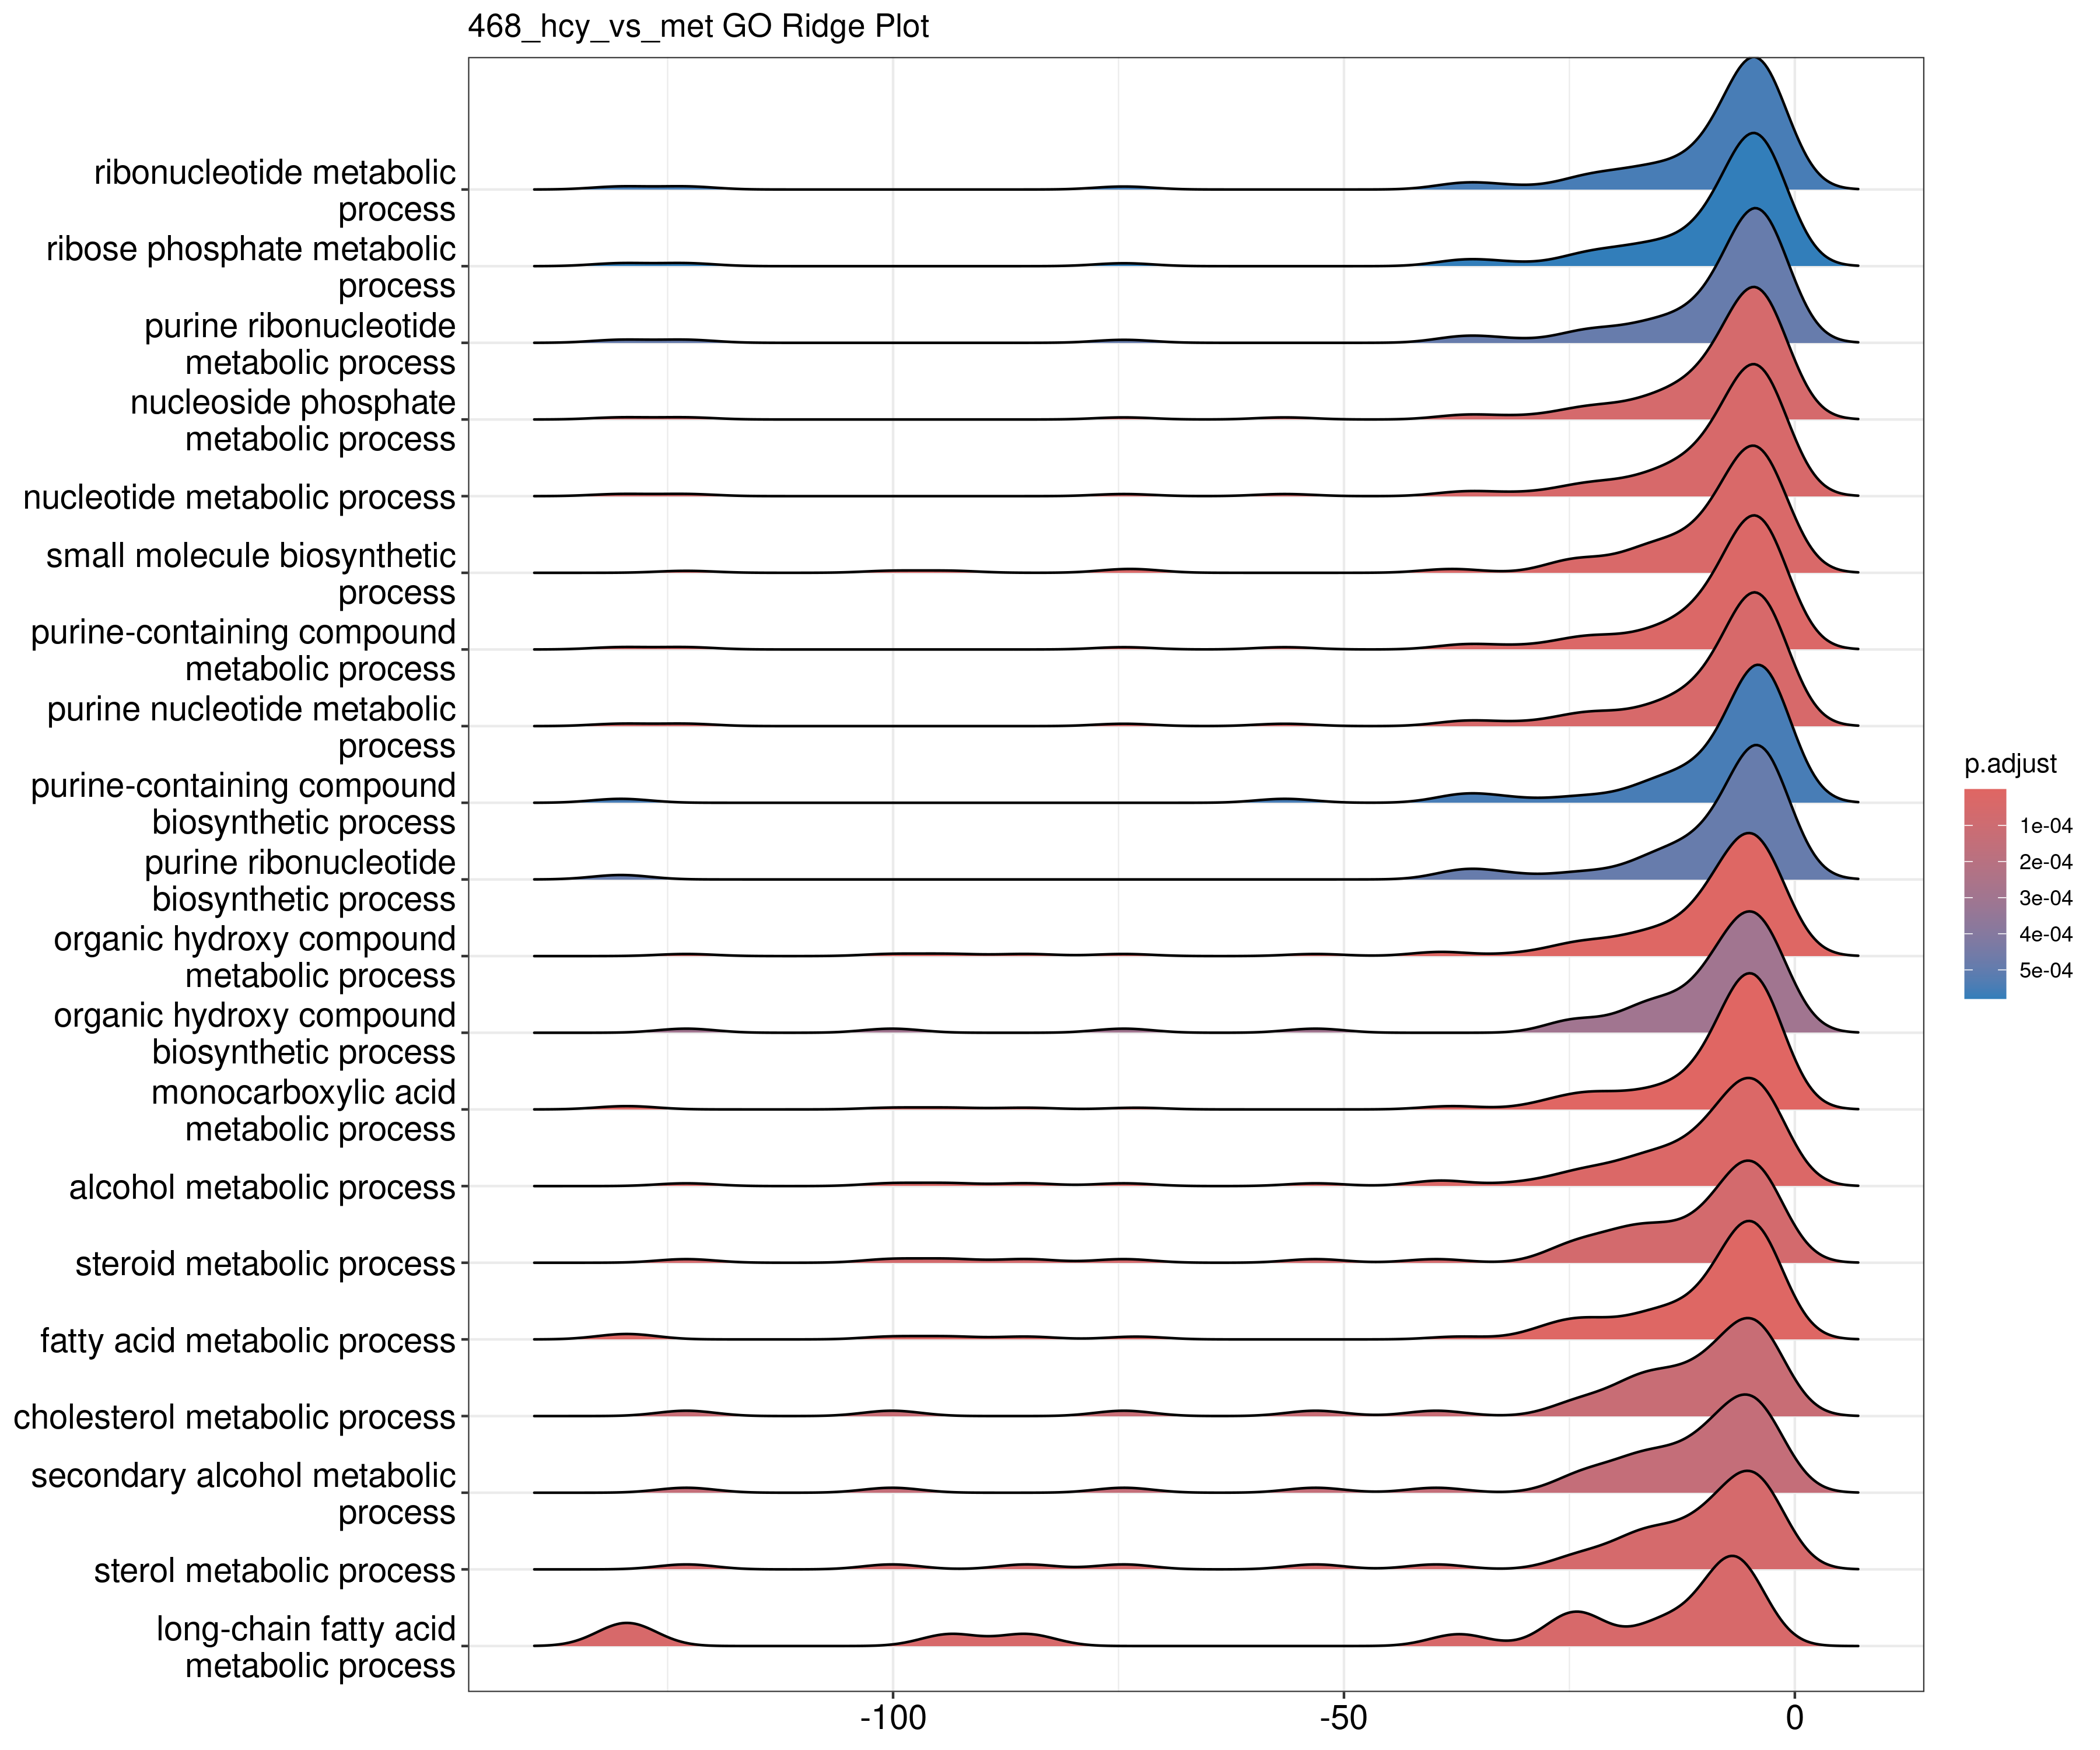 468_hcy_vs_met GO Ridge Plot
ribonucleotide metabolic
process
ribose phosphate metabolic
process
purine ribonucleotide
metabolic process
nucleoside phosphate
metabolic process
nucleotide metabolic process
small molecule biosynthetic
process
purine-containing compound
metabolic process
purine nucleotide metabolic
process
purine-containing compound
biosynthetic process
purine ribonucleotide
biosynthetic process
organic hydroxy compound
metabolic process
organic hydroxy compound
biosynthetic process
monocarboxylic acid
metabolic process
alcohol metabolic process
steroid metabolic process
fatty acid metabolic process
cholesterol metabolic process
secondary alcohol metabolic
process
sterol metabolic process
long-chain fatty acid
metabolic process
-100
-50
0
p.adjust
1e-04
2e-04
3e-04
4e-04
5e-04